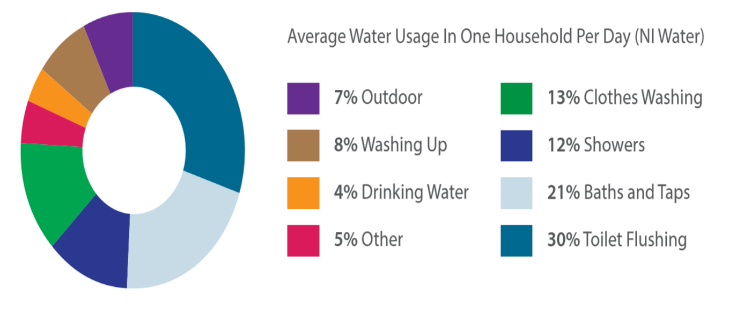 Average Water Usage In One Household Per Day (NI Water)
7% Outdoor
8% Washing Up
4% Drinking Water
5% Other
13% Clothes Washing
12% Showers
21% Baths and Taps
30% Toilet Flushing